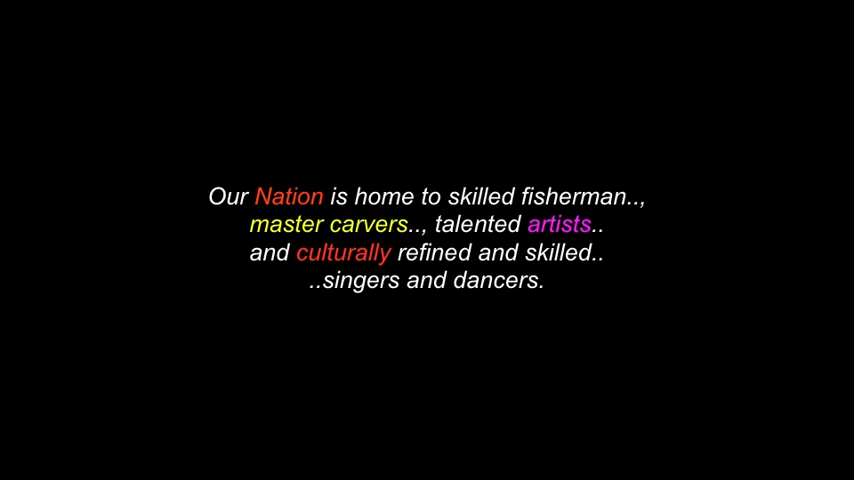 Our Nation is home to skilled fisherman..,
master carvers.., talented artists..
and culturally refined and skilled..
..singers and dancers.